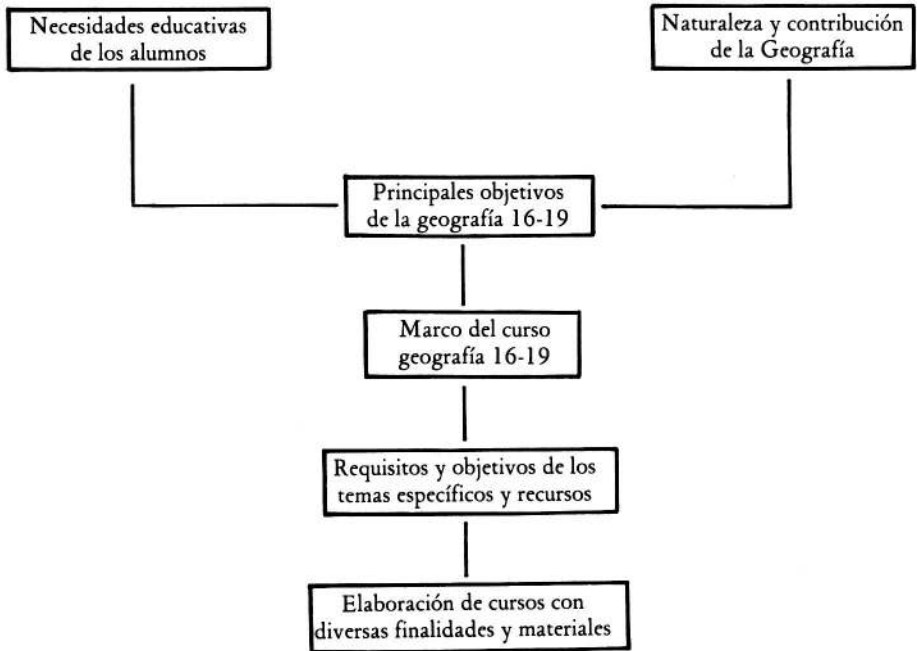 Necesidades educativas
de los alumnos
Naturaleza y contribución
de la Geografía
Principales objetivos
de la geografía 16-19
Marco del curso
geografía 16-19
Requisitos y objetivos de los
temas específicos y recursos
Elaboración de cursos con
diversas finalidades y materiales